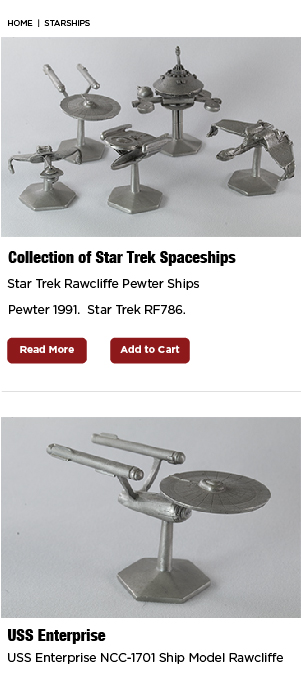 HOME | STARSHIPS
Collection of Star Trek Spaceships
Star Trek Rawcliffe Pewter Ships
Pewter 1991. Star Trek RF786.
Read More Add to Cart
USS Enterprise
USS Enterprise NCC-1701 Ship Model Rawcliffe